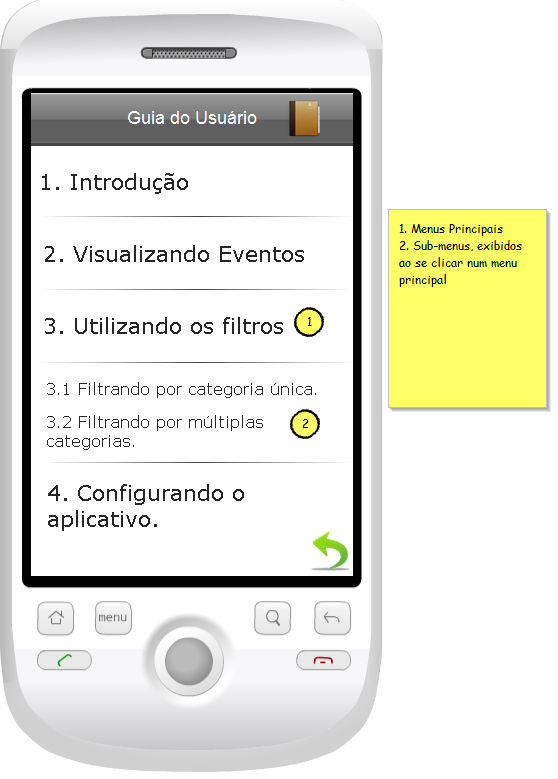 Guia do Usuário
1. Introdução
2. Visualizando Eventos
3. Utilizando os filtros
1
3.1 Filtrando por categoria única.
3.2 Filtrando por múltiplas
categorias.
2
4. Configurando o
aplicativo.
menu
1. Menus Principais
2. Sub-menus, exibidos
ao se clicar num menu
principal